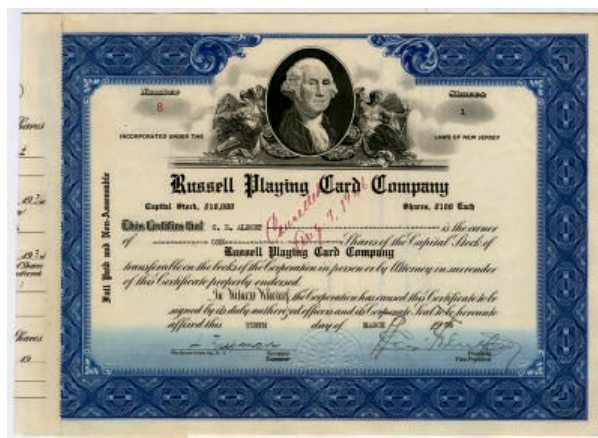 Number
8
Shares
1
INCORPORATED UNDER THE
LAWS OF NEW JERSEY
Russell Playing Card Company
Capital Stock, $10,000
Shares, $100 Each
Full Paid and Non-Assessable
This Certifies that
is the owner
of ONE Shares of the Capital Stock of
Russell Playing Card Company
transferable on the books of the Corporation in person or by Attorney on surrender
of this Certificate properly endorsed.
In Witness Whereof, the Corporation has caused this Certificate to be
signed by its duly authorized officers and its Corporate Seal to be hereunto
affixed this TENTH day of MARCH
Cancelled
Shares
Shares
19